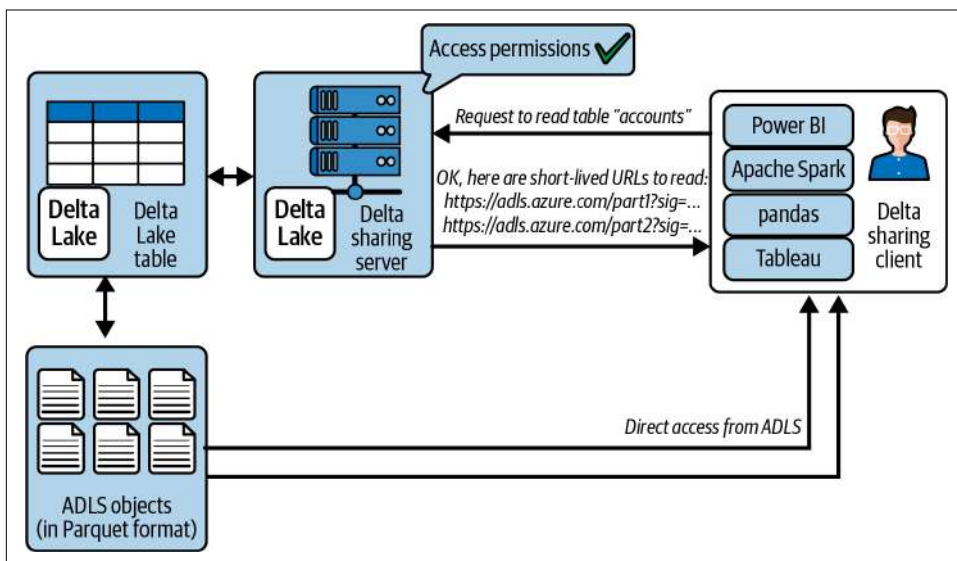 Access permissions
Request to read table "accounts"
OK, here are short-lived URLs to read:
https://adls.azure.com/part1?sig=...
https://adls.azure.com/part2?sig=...
Delta
Lake
Delta
Lake
table
Delta
Lake
Delta
sharing
server
Power BI
Apache Spark
pandas
Tableau
Delta
sharing
client
Direct access from ADLS
ADLS objects
(in Parquet format)